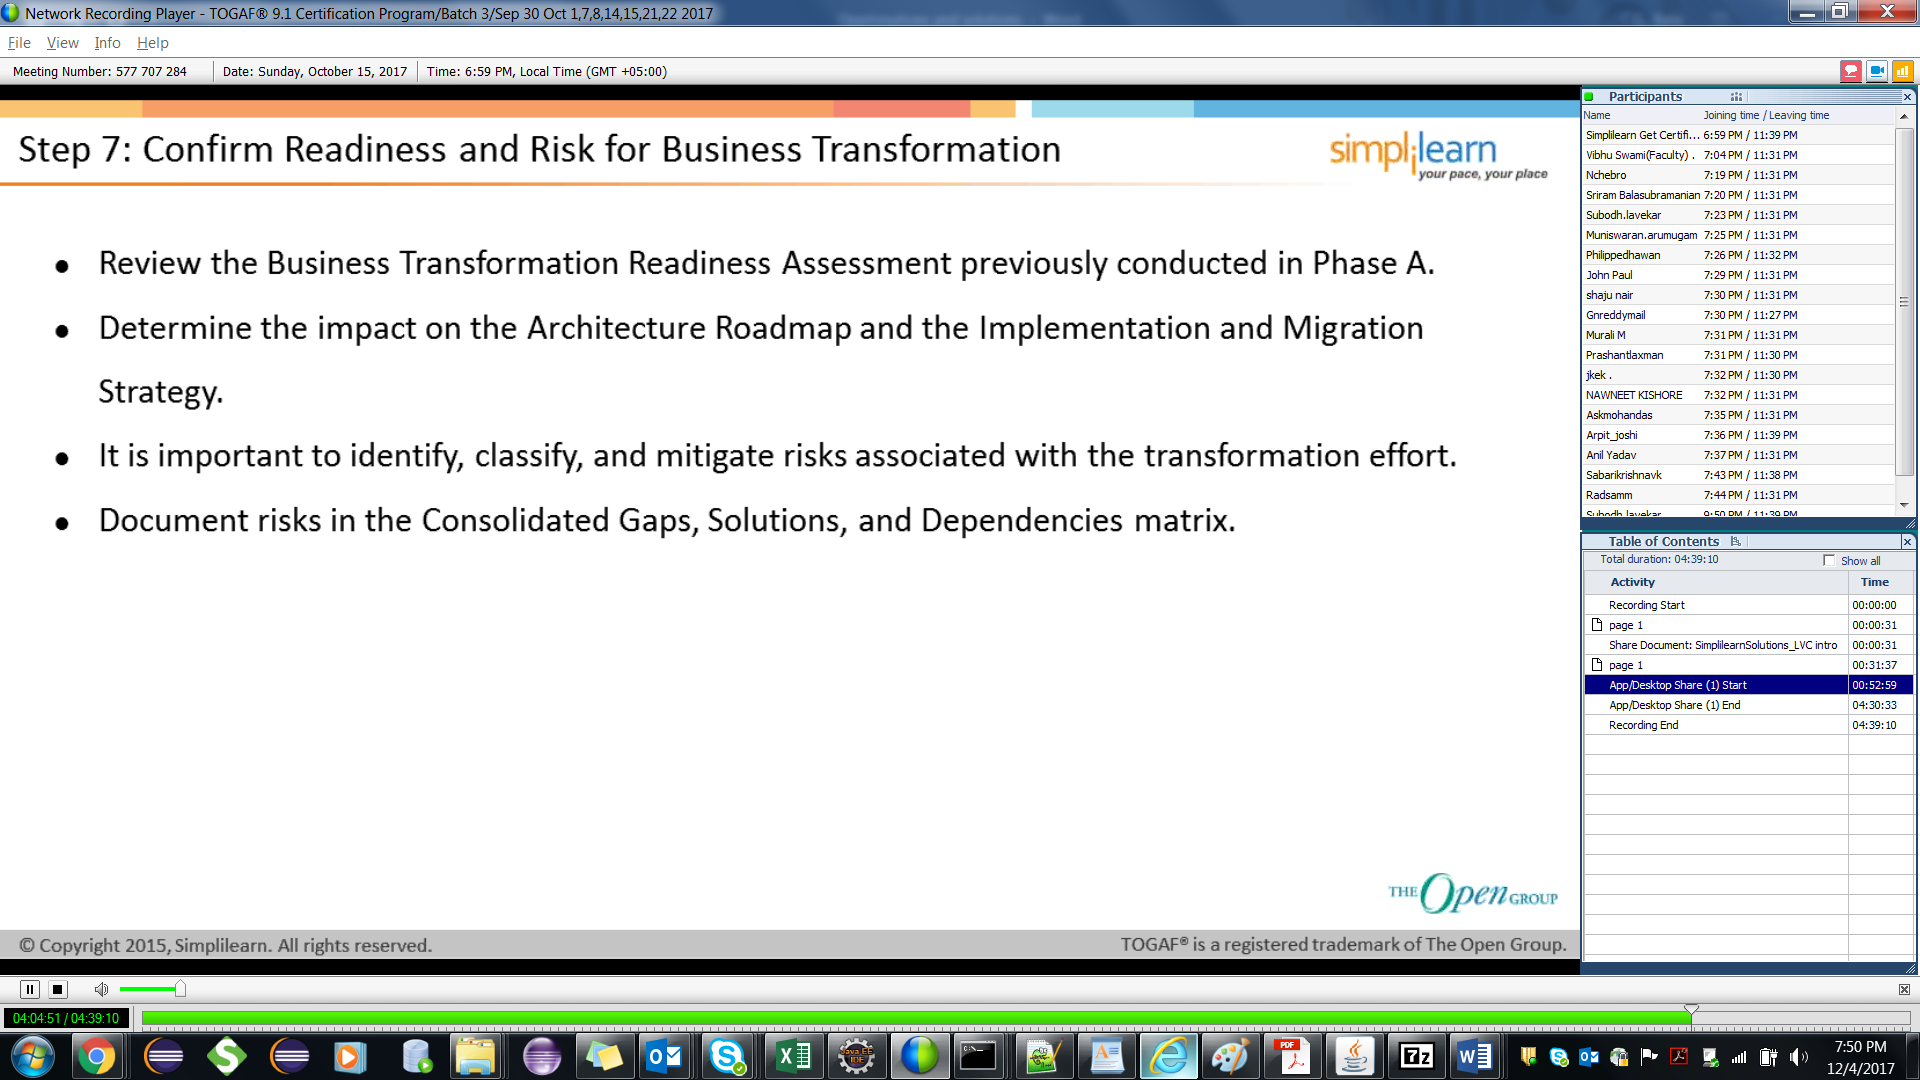 Network Recording Player - TOGAF® 9.1 Certification Program/Batch 3/Sep 30 Oct 1,7,8,14,15,21,22 2017
File View Info Help
Meeting Number: 577 707 284 Date: Sunday, October 15, 2017 Time: 6:59 PM, Local Time (GMT +05:00)
Step 7: Confirm Readiness and Risk for Business Transformation
simplilearn
your pace, your place
● Review the Business Transformation Readiness Assessment previously conducted in Phase A.
● Determine the impact on the Architecture Roadmap and the Implementation and Migration
Strategy.
● It is important to identify, classify, and mitigate risks associated with the transformation effort.
● Document risks in the Consolidated Gaps, Solutions, and Dependencies matrix.
THE Open GROUP
© Copyright 2015, Simplilearn. All rights reserved.
TOGAF® is a registered trademark of The Open Group.
Participants
Name Joining time / Leaving time
Simplilearn Get Certifi... 6:59 PM / 11:39 PM
Vibhu Swami(Faculty) . 7:04 PM / 11:31 PM
Nchebro 7:19 PM / 11:31 PM
Sriram Balasubramanian 7:20 PM / 11:31 PM
Subodh.lavekar 7:23 PM / 11:31 PM
Muniswaran.arumugam 7:25 PM / 11:31 PM
Philippedhawan 7:26 PM / 11:32 PM
John Paul 7:29 PM / 11:31 PM
shaju nair 7:30 PM / 11:31 PM
Gnreddymail 7:30 PM / 11:27 PM
Murali M 7:31 PM / 11:31 PM
Prashantlaxman 7:31 PM / 11:30 PM
jkek . 7:32 PM / 11:30 PM
NAWNEET KISHORE 7:32 PM / 11:31 PM
Askmohandas 7:35 PM / 11:31 PM
Arpit_joshi 7:36 PM / 11:39 PM
Anil Yadav 7:37 PM / 11:31 PM
Sabarikrishnavk 7:43 PM / 11:38 PM
Radsamm 7:44 PM / 11:31 PM
Subodh.lavekar 9:50 PM / 11:39 PM
Table of Contents
Total duration: 04:39:10 Show all
Activity Time
Recording Start 00:00:00
page 1 00:00:31
Share Document: SimplilearnSolutions_LVC intro 00:00:31
page 1 00:31:37
App/Desktop Share (1) Start 00:52:59
App/Desktop Share (1) End 04:30:33
Recording End 04:39:10
04:04:51 / 04:39:10
PDF
7z
7:50 PM
12/4/2017